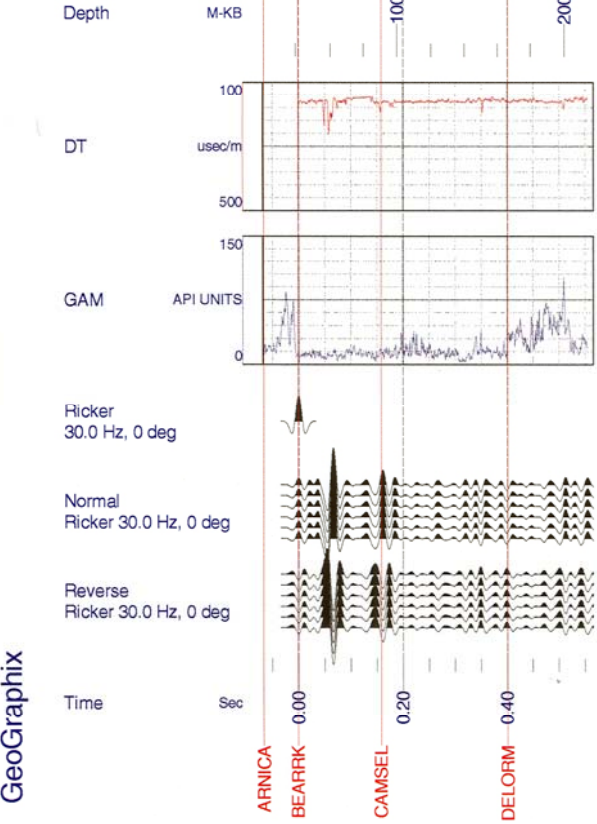 Depth M-KB
100
200
100
DT usec/m
500
150
GAM API UNITS
0
Ricker
30.0 Hz, 0 deg
Normal
Ricker 30.0 Hz, 0 deg
Reverse
Ricker 30.0 Hz, 0 deg
Time Sec
0.00
0.20
0.40
ARNICA
BEARRK
CAMSEL
DELORM
GeoGraphix